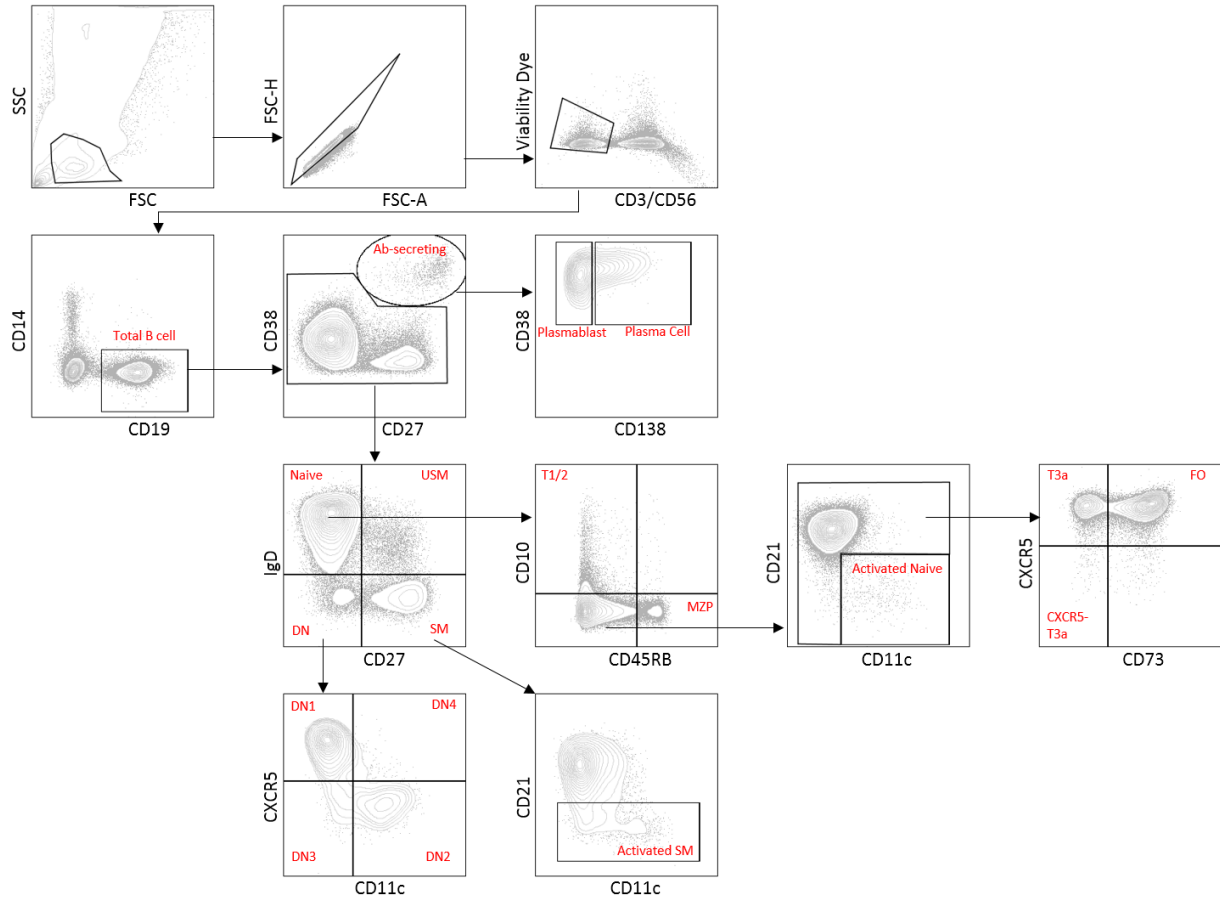 SSC
FSC
FSC-H
FSC-A
Viability Dye
CD3/CD56
CD14
Total B cell
CD19
CD38
Ab-secreting
CD27
CD38
Plasmablast
Plasma Cell
CD138
IgD
Naive
USM
DN
SM
CD27
CD10
T1/2
MZP
CD45RB
CD21
Activated Naive
CD11c
CXCR5
T3a
FO
CXCR5-
T3a
CD73
CXCR5
DN1
DN4
DN3
DN2
CD11c
CD21
Activated SM
CD11c